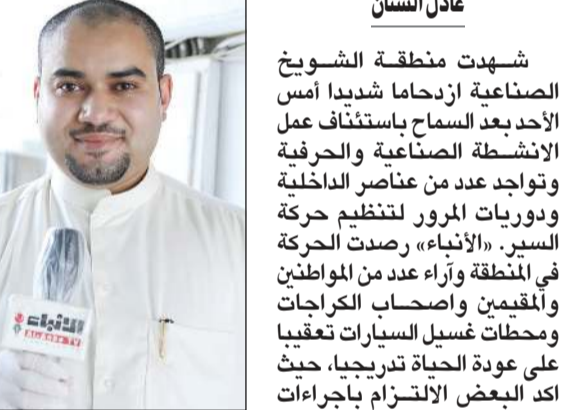 عادل الشنان
شهدت منطقة الشويخ
الصناعية ازدحاما شديدا أمس
الأحد بعد السماح باستئناف عمل
الانشطة الصناعية والحرفية
وتواجد عدد من عناصر الداخلية
ودوريات المرور لتنظيم حركة
السير. «الأنباء» رصدت الحركة
في المنطقة وآراء عدد من المواطنين
والمقيمين واصحاب الكراجات
ومحطات غسيل السيارات تعقيبا
على عودة الحياة تدريجيا، حيث
اكد البعض الالتزام باجراءات
الأنباء
ALANBA TV